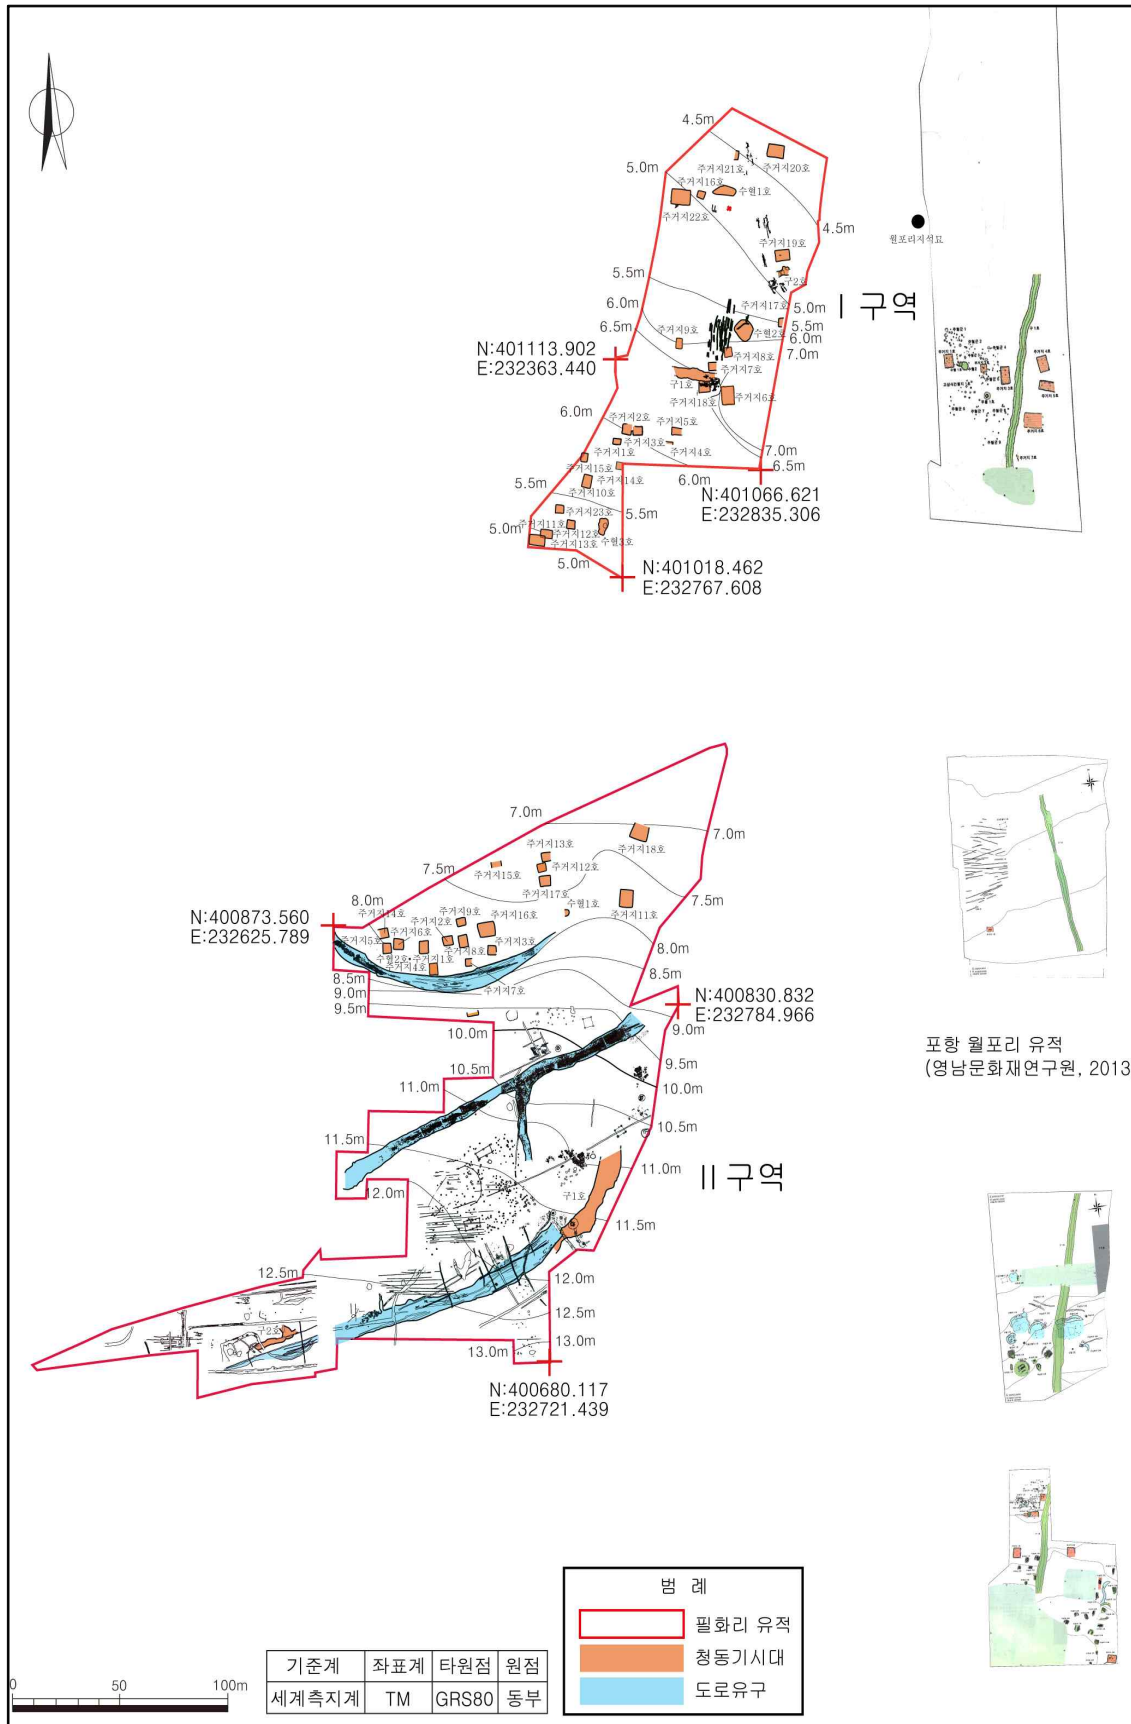 4.5m
5.0m
주거지21호
주거지20호
주거지16호
수혈1호
주거지22호
4.5m
월포리지석묘
주거지19호
5.5m
구2호
6.0m
주거지17호
5.0m
I 구역
6.5m
5.5m
주거지9호
수혈2호
6.0m
N:401113.902
E:232363.440
주거지8호
7.0m
주거지7호
구1호
주거지6호
주거지18호
6.0m
주거지2호
주거지5호
주거지3호
주거지1호
주거지4호
7.0m
주거지15호
6.5m
주거지14호
6.0m
5.5m
주거지10호
N:401066.621
E:232835.306
주거지23호
5.5m
5.0m
주거지11호
주거지12호
수혈3호
주거지13호
5.0m
N:401018.462
E:232767.608
7.0m
7.0m
주거지13호
주거지18호
7.5m
주거지15호
주거지12호
주거지17호
7.5m
8.0m
수혈1호
주거지11호
N:400873.560
E:232625.789
주거지14호
주거지9호
주거지2호
주거지16호
주거지6호
주거지5호
주거지3호
주거지8호
수혈2호
주거지1호
주거지4호
8.0m
8.5m
8.5m
9.0m
주거지7호
9.5m
N:400830.832
E:232784.966
10.0m
9.0m
포항 월포리 유적
(영남문화재연구원, 2013
9.5m
10.5m
11.0m
10.0m
10.5m
11.5m
11.0m
II 구역
12.0m
구1호
11.5m
12.5m
12.0m
12.5m
구2호
13.0m
13.0m
N:400680.117
E:232721.439
범 례
필화리 유적
청동기시대
도로유구
기준계 좌표계 타원점 원점
세계측지계 TM GRS80 동부
0 50 100m